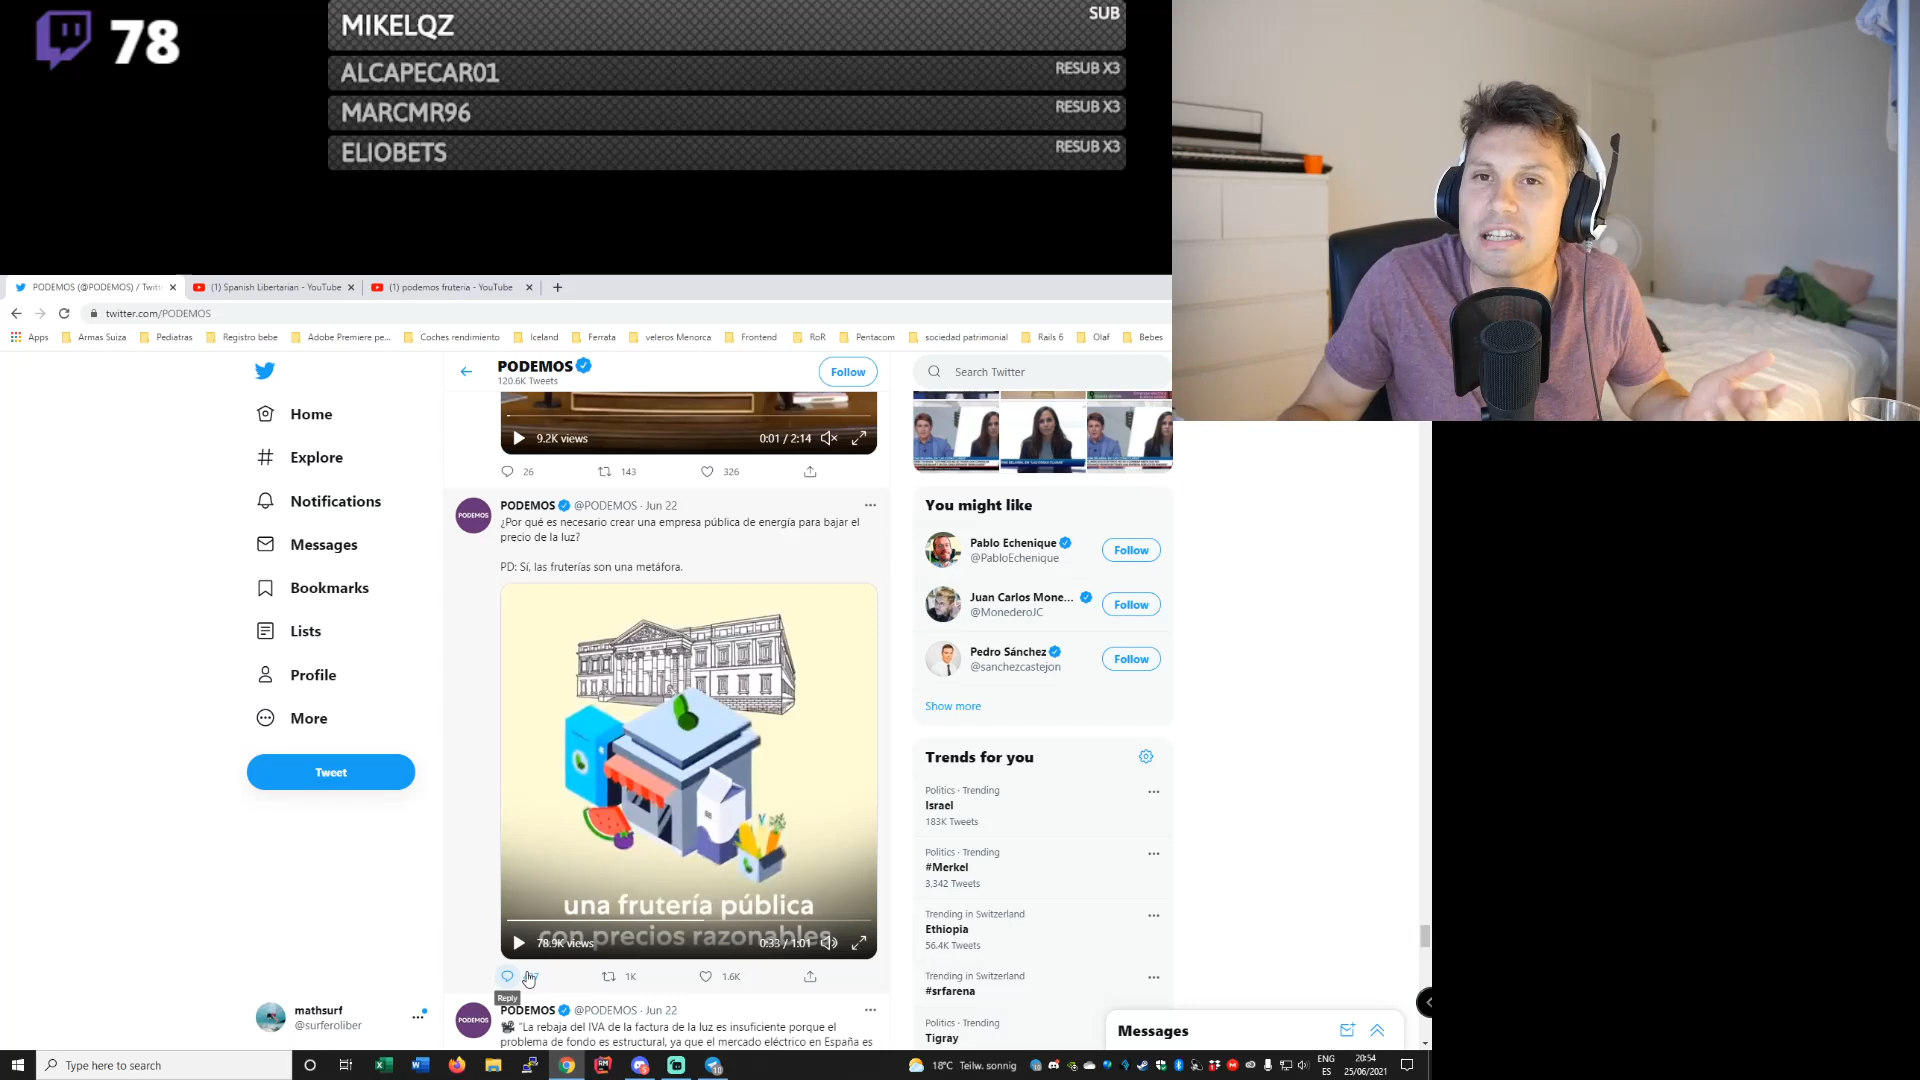 78
MIKELQZ SUB
ALCAPECAR01 RESUB X3
MARCMR96 RESUB X3
ELIOBETS RESUB X3
PODEMOS (@PODEMOS) / Twitt
(1) Spanish Libertarian - YouTube
(1) podemos fruteria - YouTube
twitter.com/PODEMOS
Apps
Armas Suiza
Pediatras
Registro bebe
Adobe Premiere pe...
Coches rendimiento
Iceland
Ferrata
veleros Menorca
Frontend
RoR
Pentacom
sociedad patrimonial
Rails 6
Olaf
Bebes
Home
Explore
Notifications
Messages
Bookmarks
Lists
Profile
More
Tweet
mathsurf
@surferoliber
PODEMOS
120.6K Tweets
Follow
9.2K views 0:01 / 2:14
26 143 326
PODEMOS
PODEMOS @PODEMOS · Jun 22
¿Por qué es necesario crear una empresa pública de energía para bajar el
precio de la luz?
PD: Sí, las fruterías son una metáfora.
una frutería pública
con precios razonables
78.9K views 0:33 / 1:01
1K 1.6K
Reply
PODEMOS
PODEMOS @PODEMOS · Jun 22
"La rebaja del IVA de la factura de la luz es insuficiente porque el
problema de fondo es estructural, ya que el mercado eléctrico en España es
Search Twitter
You might like
Pablo Echenique
@PabloEchenique
Follow
Juan Carlos Mone...
@MonederoJC
Follow
Pedro Sánchez
@sanchezcastejon
Follow
Show more
Trends for you
Politics · Trending
Israel
183K Tweets
Politics · Trending
#Merkel
3,342 Tweets
Trending in Switzerland
Ethiopia
56.4K Tweets
Trending in Switzerland
#srfarena
Politics · Trending
Tigray
Messages
Type here to search
18°C Teilw. sonnig
ENG
ES
20:54
25/06/2021